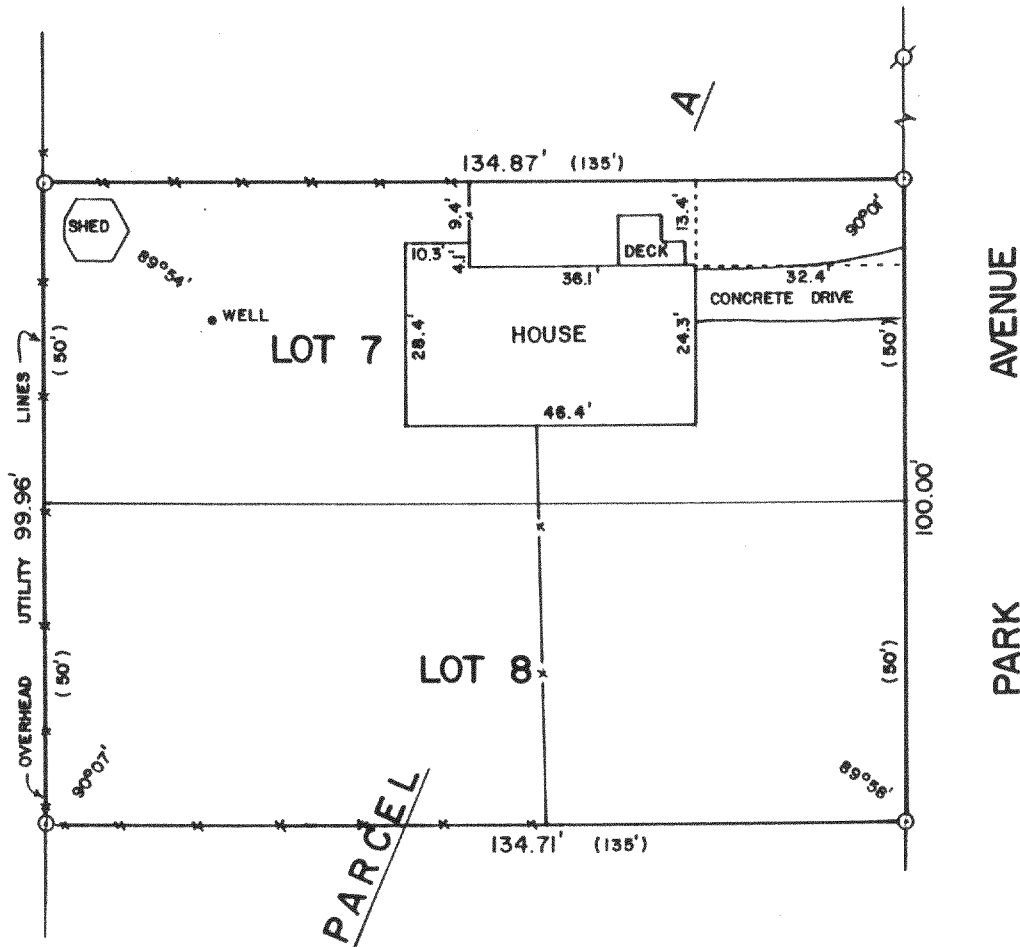 A
134.87' (135')
SHED
89°54'
WELL
LOT 7
9.4'
10.3'
4.1'
DECK
13.4'
90°01'
36.1'
32.4'
CONCRETE DRIVE
HOUSE
28.4'
24.3'
46.4'
(50')
(50')
OVERHEAD UTILITY LINES
99.96'
100.00'
LOT 8
(50')
(50')
90°07'
89°58'
134.71' (135')
PARCEL
PARK AVENUE